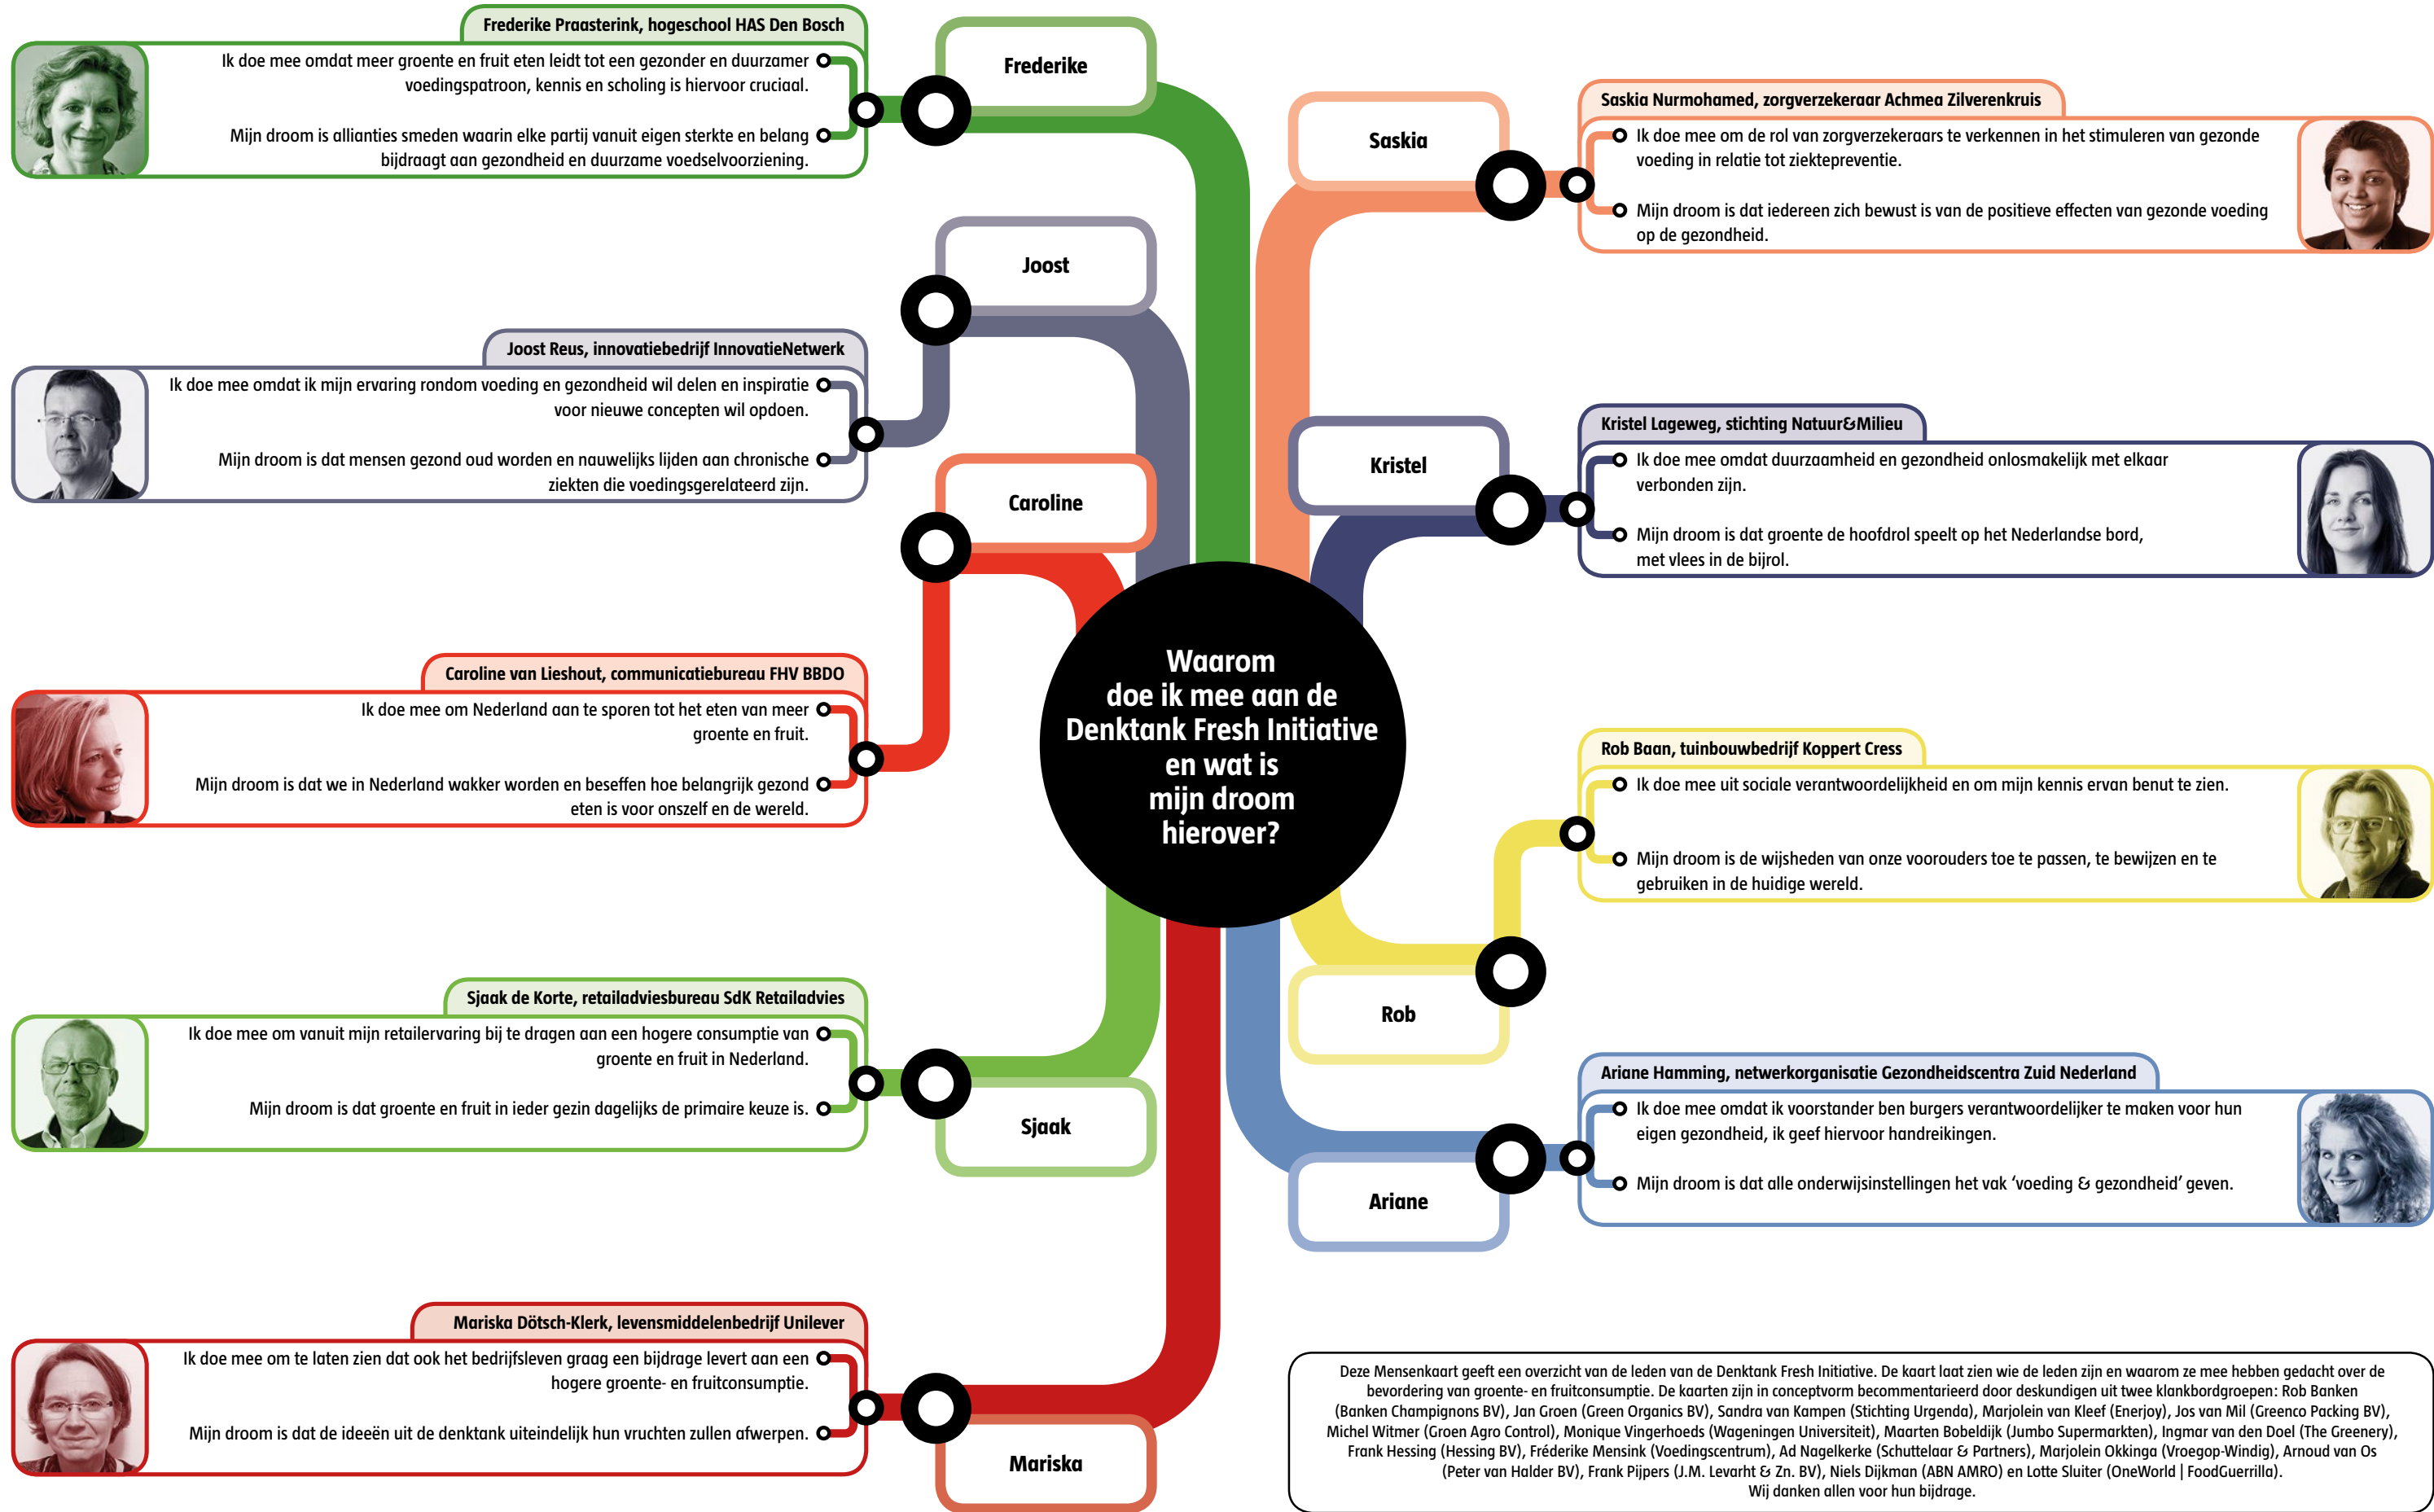 Frederike Praasterink, hogeschool HAS Den Bosch
Ik doe mee omdat meer groente en fruit eten leidt tot een gezonder en duurzamer
voedingspatroon, kennis en scholing is hiervoor cruciaal.
Mijn droom is allianties smeden waarin elke partij vanuit eigen sterkte en belang
bijdraagt aan gezondheid en duurzame voedselvoorziening.
Frederike
Joost
Joost Reus, innovatiebedrijf InnovatieNetwerk
Ik doe mee omdat ik mijn ervaring rondom voeding en gezondheid wil delen en inspiratie
voor nieuwe concepten wil opdoen.
Mijn droom is dat mensen gezond oud worden en nauwelijks lijden aan chronische
ziekten die voedingsgerelateerd zijn.
Caroline
Caroline van Lieshout, communicatiebureau FHV BBDO
Ik doe mee om Nederland aan te sporen tot het eten van meer
groente en fruit.
Mijn droom is dat we in Nederland wakker worden en beseffen hoe belangrijk gezond
eten is voor onszelf en de wereld.
Sjaak de Korte, retailadviesbureau SdK Retailadvies
Ik doe mee om vanuit mijn retailervaring bij te dragen aan een hogere consumptie van
groente en fruit in Nederland.
Mijn droom is dat groente en fruit in ieder gezin dagelijks de primaire keuze is.
Sjaak
Mariska Dötsch-Klerk, levensmiddelenbedrijf Unilever
Ik doe mee om te laten zien dat ook het bedrijfsleven graag een bijdrage levert aan een
hogere groente- en fruitconsumptie.
Mijn droom is dat de ideeën uit de denktank uiteindelijk hun vruchten zullen afwerpen.
Mariska
Waarom
doe ik mee aan de
Denktank Fresh Initiative
en wat is
mijn droom
hierover?
Saskia
Saskia Nurmohamed, zorgverzekeraar Achmea Zilverenkruis
Ik doe mee om de rol van zorgverzekeraars te verkennen in het stimuleren van gezonde
voeding in relatie tot ziektepreventie.
Mijn droom is dat iedereen zich bewust is van de positieve effecten van gezonde voeding
op de gezondheid.
Kristel
Kristel Lageweg, stichting Natuur&Milieu
Ik doe mee omdat duurzaamheid en gezondheid onlosmakelijk met elkaar
verbonden zijn.
Mijn droom is dat groente de hoofdrol speelt op het Nederlandse bord,
met vlees in de bijrol.
Rob Baan, tuinbouwbedrijf Koppert Cress
Ik doe mee uit sociale verantwoordelijkheid en om mijn kennis ervan benut te zien.
Mijn droom is de wijsheden van onze voorouders toe te passen, te bewijzen en te
gebruiken in de huidige wereld.
Rob
Ariane Hamming, netwerkorganisatie Gezondheidscentra Zuid Nederland
Ik doe mee omdat ik voorstander ben burgers verantwoordelijker te maken voor hun
eigen gezondheid, ik geef hiervoor handreikingen.
Mijn droom is dat alle onderwijsinstellingen het vak ‘voeding & gezondheid’ geven.
Ariane
Deze Mensenkaart geeft een overzicht van de leden van de Denktank Fresh Initiative. De kaart laat zien wie de leden zijn en waarom ze mee hebben gedacht over de
bevordering van groente- en fruitconsumptie. De kaarten zijn in conceptvorm becommentarieerd door deskundigen uit twee klankbordgroepen: Rob Banken
(Banken Champignons BV), Jan Groen (Green Organics BV), Sandra van Kampen (Stichting Urgenda), Marjolein van Kleef (Enerjoy), Jos van Mil (Greenco Packing BV),
Michel Witmer (Groen Agro Control), Monique Vingerhoeds (Wageningen Universiteit), Maarten Bobeldijk (Jumbo Supermarkten), Ingmar van den Doel (The Greenery),
Frank Hessing (Hessing BV), Fréderike Mensink (Voedingscentrum), Ad Nagelkerke (Schuttelaar & Partners), Marjolein Okkinga (Vroegop-Windig), Arnoud van Os
(Peter van Halder BV), Frank Pijpers (J.M. Levarht & Zn. BV), Niels Dijkman (ABN AMRO) en Lotte Sluiter (OneWorld | FoodGuerrilla).
Wij danken allen voor hun bijdrage.